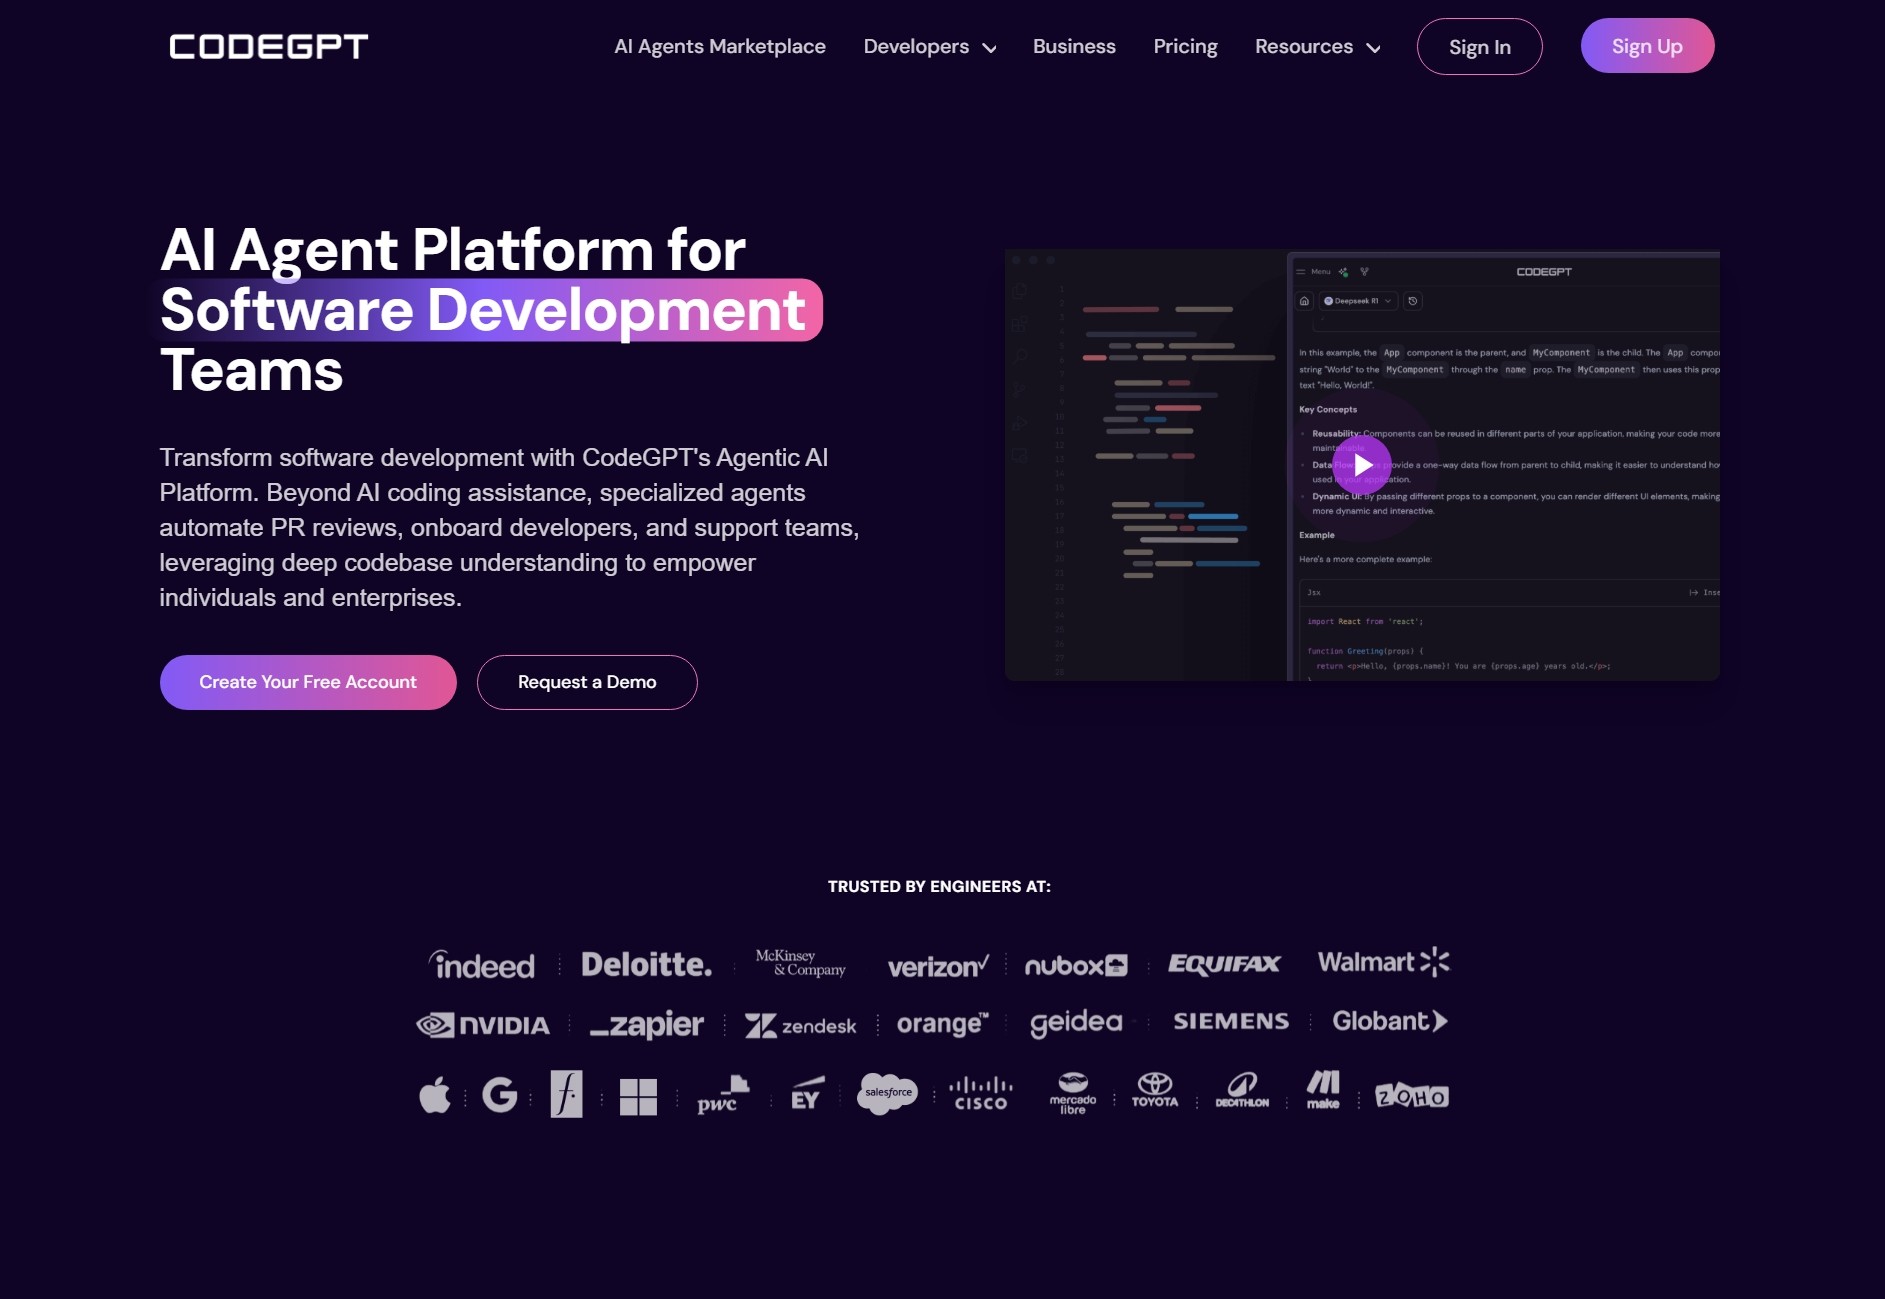 CODEGPT
AI Agents Marketplace
Developers
Business
Pricing
Resources
Sign In
Sign Up
AI Agent Platform for
Software Development
Teams
Transform software development with CodeGPT's Agentic AI
Platform. Beyond AI coding assistance, specialized agents
automate PR reviews, onboard developers, and support teams,
leveraging deep codebase understanding to empower
individuals and enterprises.
Create Your Free Account
Request a Demo
Menu
CODEGPT
Deepseek R1
In this example, the App component is the parent, and MyComponent is the child. The App
string "World" to the MyComponent through the name prop. The MyComponent then uses this prop
text "Hello, World!".
Key Concepts
Reusability: Components can be reused in different parts of your application, making your code more
maintainable.
Data Flow: provide a one-way data flow from parent to child, making it easier to understand
used in your application.
Dynamic UI: By passing different props to a component, you can render different UI elements, making
more dynamic and interactive.
Example
Here's a more complete example:
Jsx
import React from 'react';
function Greeting(props) {
return <p>Hello, {props.name}! You are {props.age} years old.</p>;
}
TRUSTED BY ENGINEERS AT:
indeed
Deloitte.
McKinsey
& Company
verizon
nubox
EQUIFAX
Walmart
NVIDIA
_zapier
zendesk
orange™
geidea
SIEMENS
Globant
G
f
pwc
EY
salesforce
CISCO
mercado
libre
TOYOTA
DECATHLON
make
ZOHO